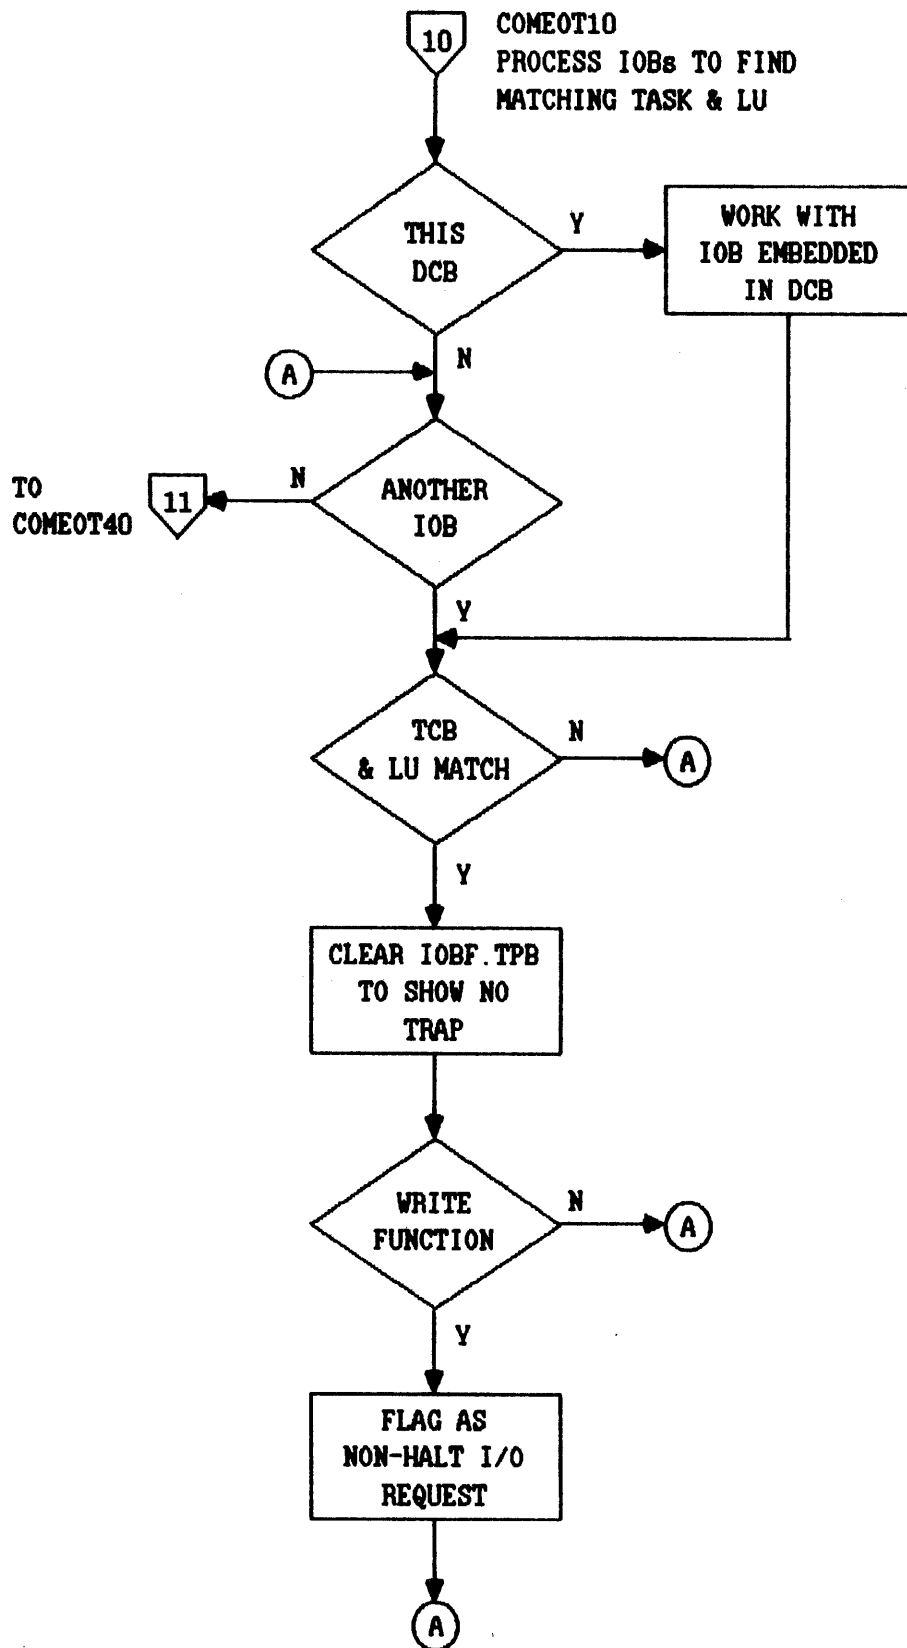 10
COMEOT10
PROCESS IOBs TO FIND
MATCHING TASK & LU
THIS
DCB
Y
WORK WITH
IOB EMBEDDED
IN DCB
N
A
TO
COMEOT40
11
N
ANOTHER
IOB
Y
TCB
& LU MATCH
N
A
Y
CLEAR IOBF.TPB
TO SHOW NO
TRAP
WRITE
FUNCTION
N
A
Y
FLAG AS
NON-HALT I/O
REQUEST
A